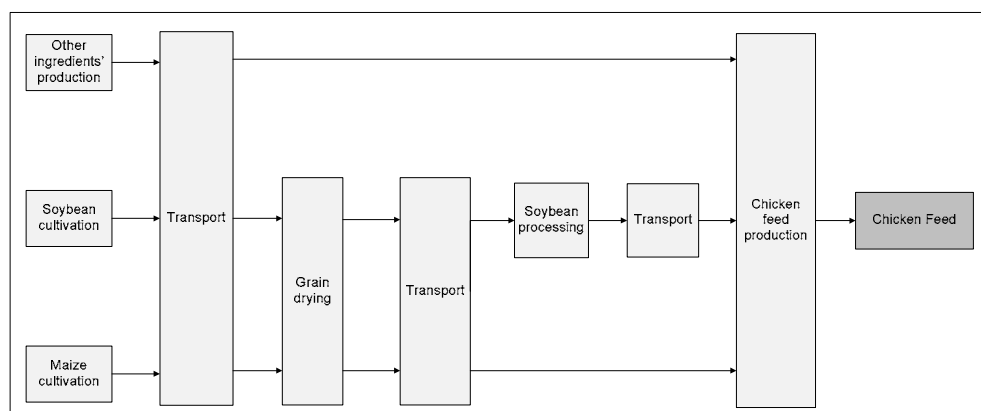 Other
ingredients'
production
Soybean
cultivation
Maize
cultivation
Transport
Grain
drying
Transport
Soybean
processing
Transport
Chicken
feed
production
Chicken Feed